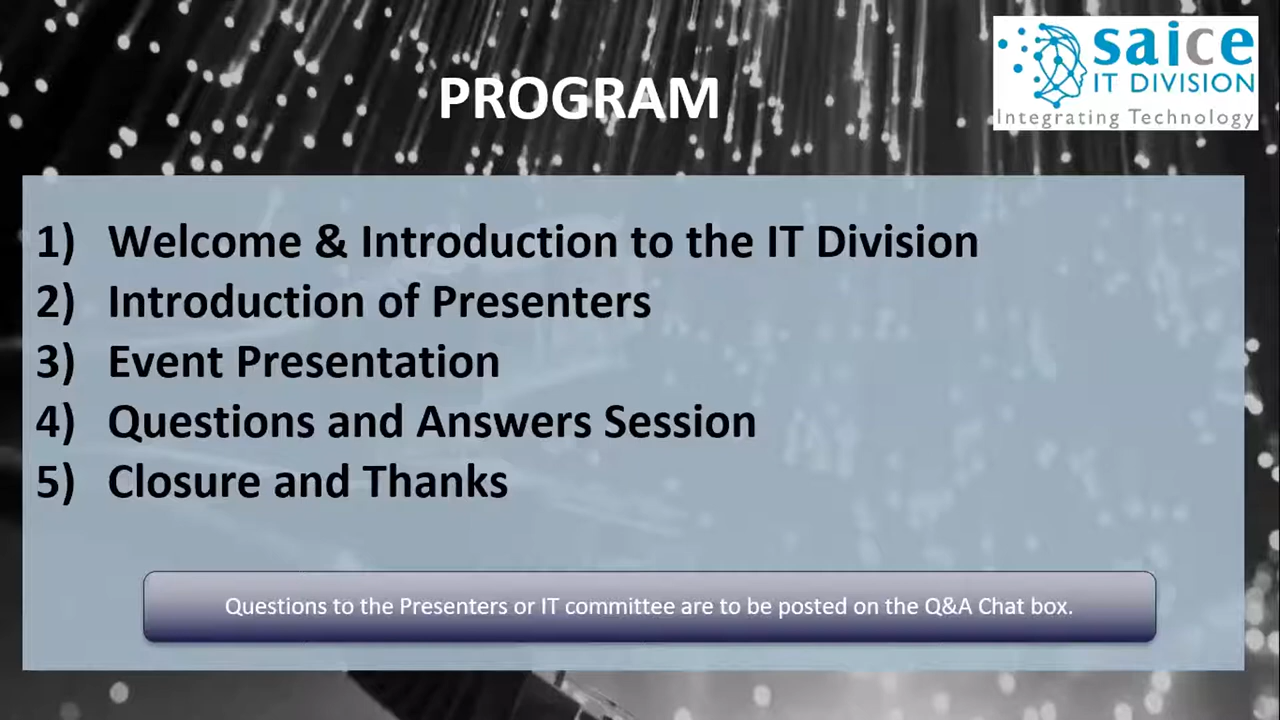 PROGRAM
saice
IT DIVISION
Integrating Technology
1) Welcome & Introduction to the IT Division
2) Introduction of Presenters
3) Event Presentation
4) Questions and Answers Session
5) Closure and Thanks
Questions to the Presenters or IT committee are to be posted on the Q&A Chat box.